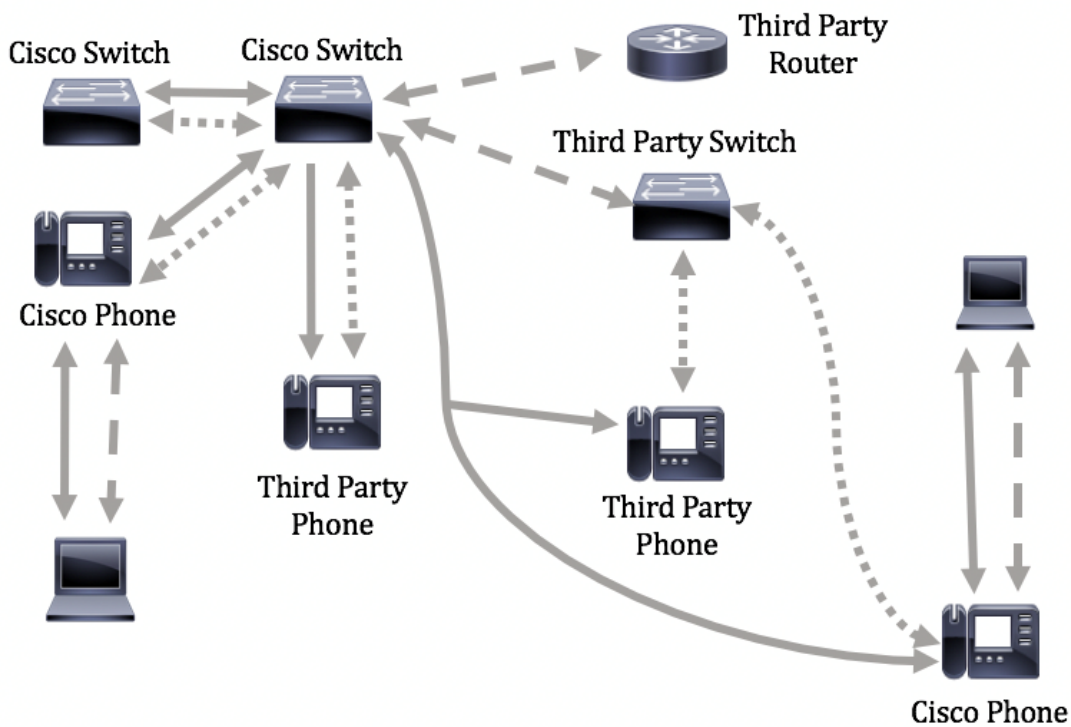 Cisco Switch
Cisco Switch
Third Party
Router
Third Party Switch
Cisco Phone
Third Party
Phone
Third Party
Phone
Cisco Phone